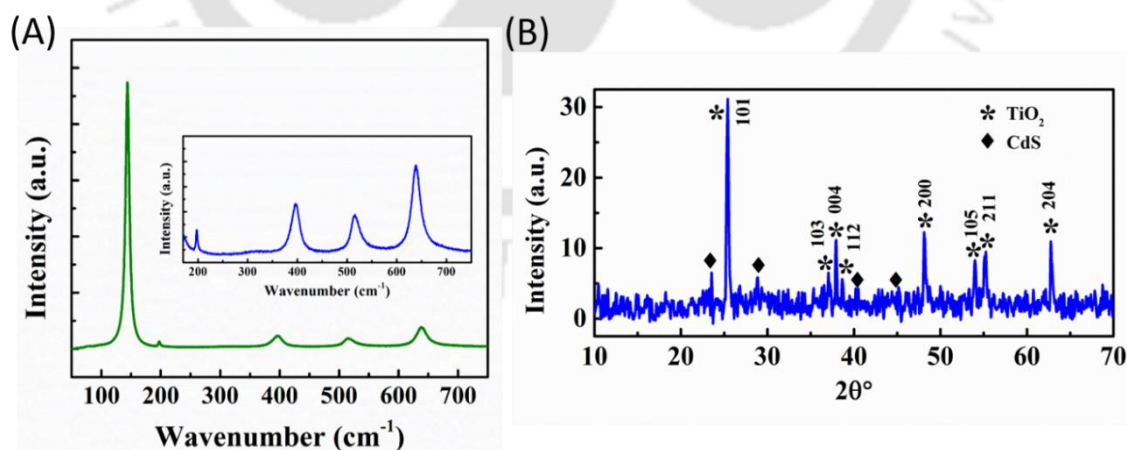 (A)
Intensity (a.u.)
Intensity (a.u.)
200 300 400 500 600 700
Wavenumber (cm⁻¹)
100 200 300 400 500 600 700
Wavenumber (cm⁻¹)
(B)
Intensity (a.u.)
30
20
10
0
* TiO₂
◆ CdS
* 101
103
004
112
200
105
211
204
10 20 30 40 50 60 70
2θ°